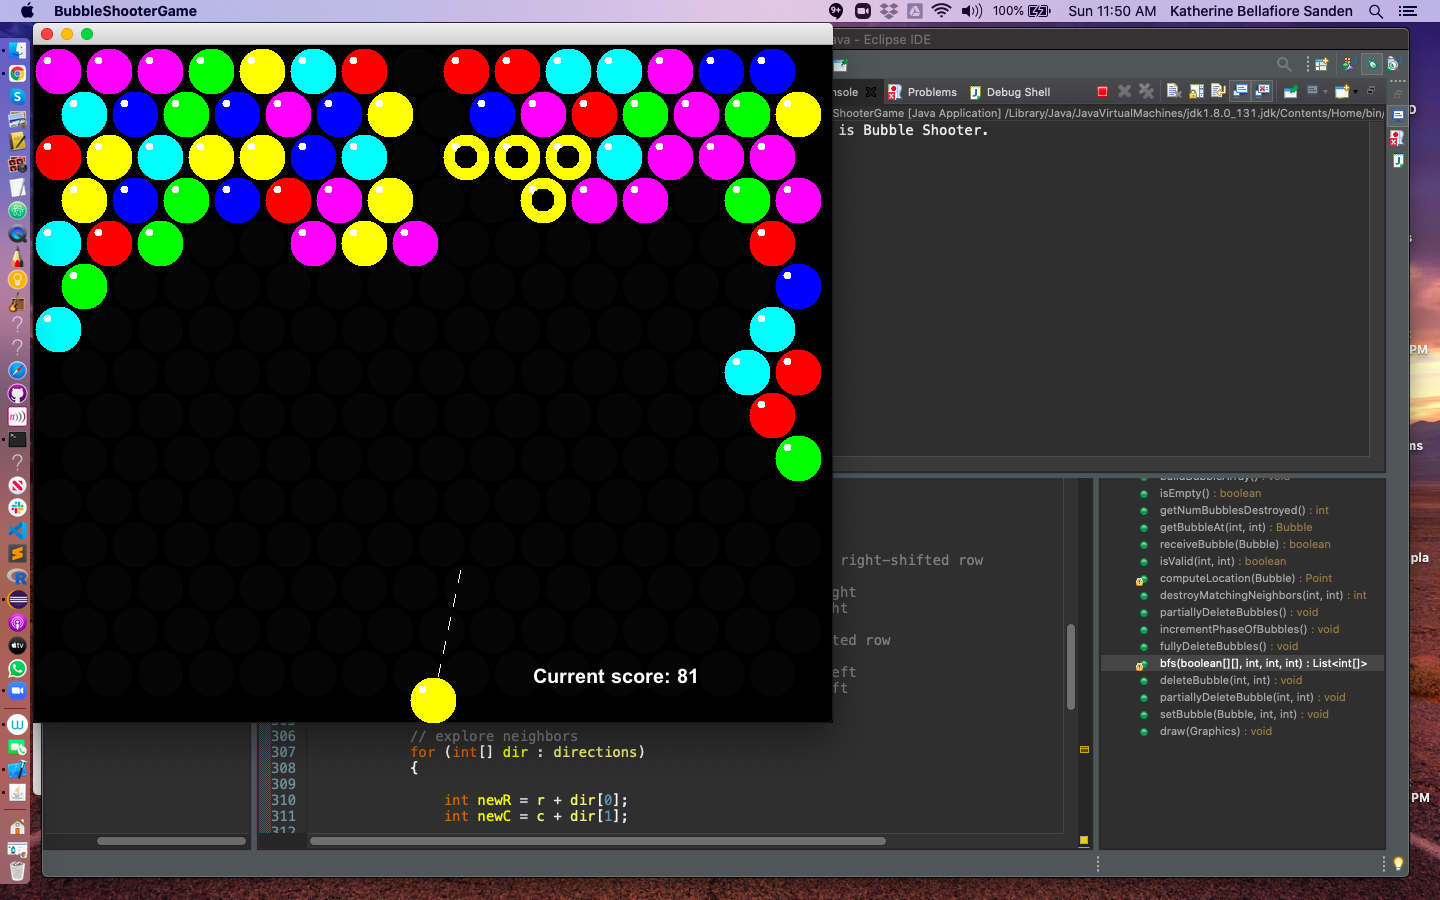 BubbleShooterGame
9+
100%
Sun 11:50 AM
Katherine Bellafiore Sanden
ava - Eclipse IDE
nsole
Problems
Debug Shell
ShooterGame [Java Application] /Library/Java/JavaVirtualMachines/jdk1.8.0_131.jdk/Contents/Home/bin/
is Bubble Shooter.
PM
ms
isEmpty() : boolean
getNumBubblesDestroyed() : int
getBubbleAt(int, int) : Bubble
receiveBubble(Bubble) : boolean
isValid(int, int) : boolean
computeLocation(Bubble) : Point
destroyMatchingNeighbors(int, int) : int
partiallyDeleteBubbles() : void
incrementPhaseOfBubbles() : void
fullyDeleteBubbles() : void
bfs(boolean[][], int, int, int) : List<int[]>
deleteBubble(int, int) : void
partiallyDeleteBubble(int, int) : void
setBubble(Bubble, int, int) : void
draw(Graphics) : void
pla
PM
right-shifted row
ght
ht
ted row
eft
ft
Current score: 81
306 // explore neighbors
307 for (int[] dir : directions)
308 {
309
310 int newR = r + dir[0];
311 int newC = c + dir[1];
312